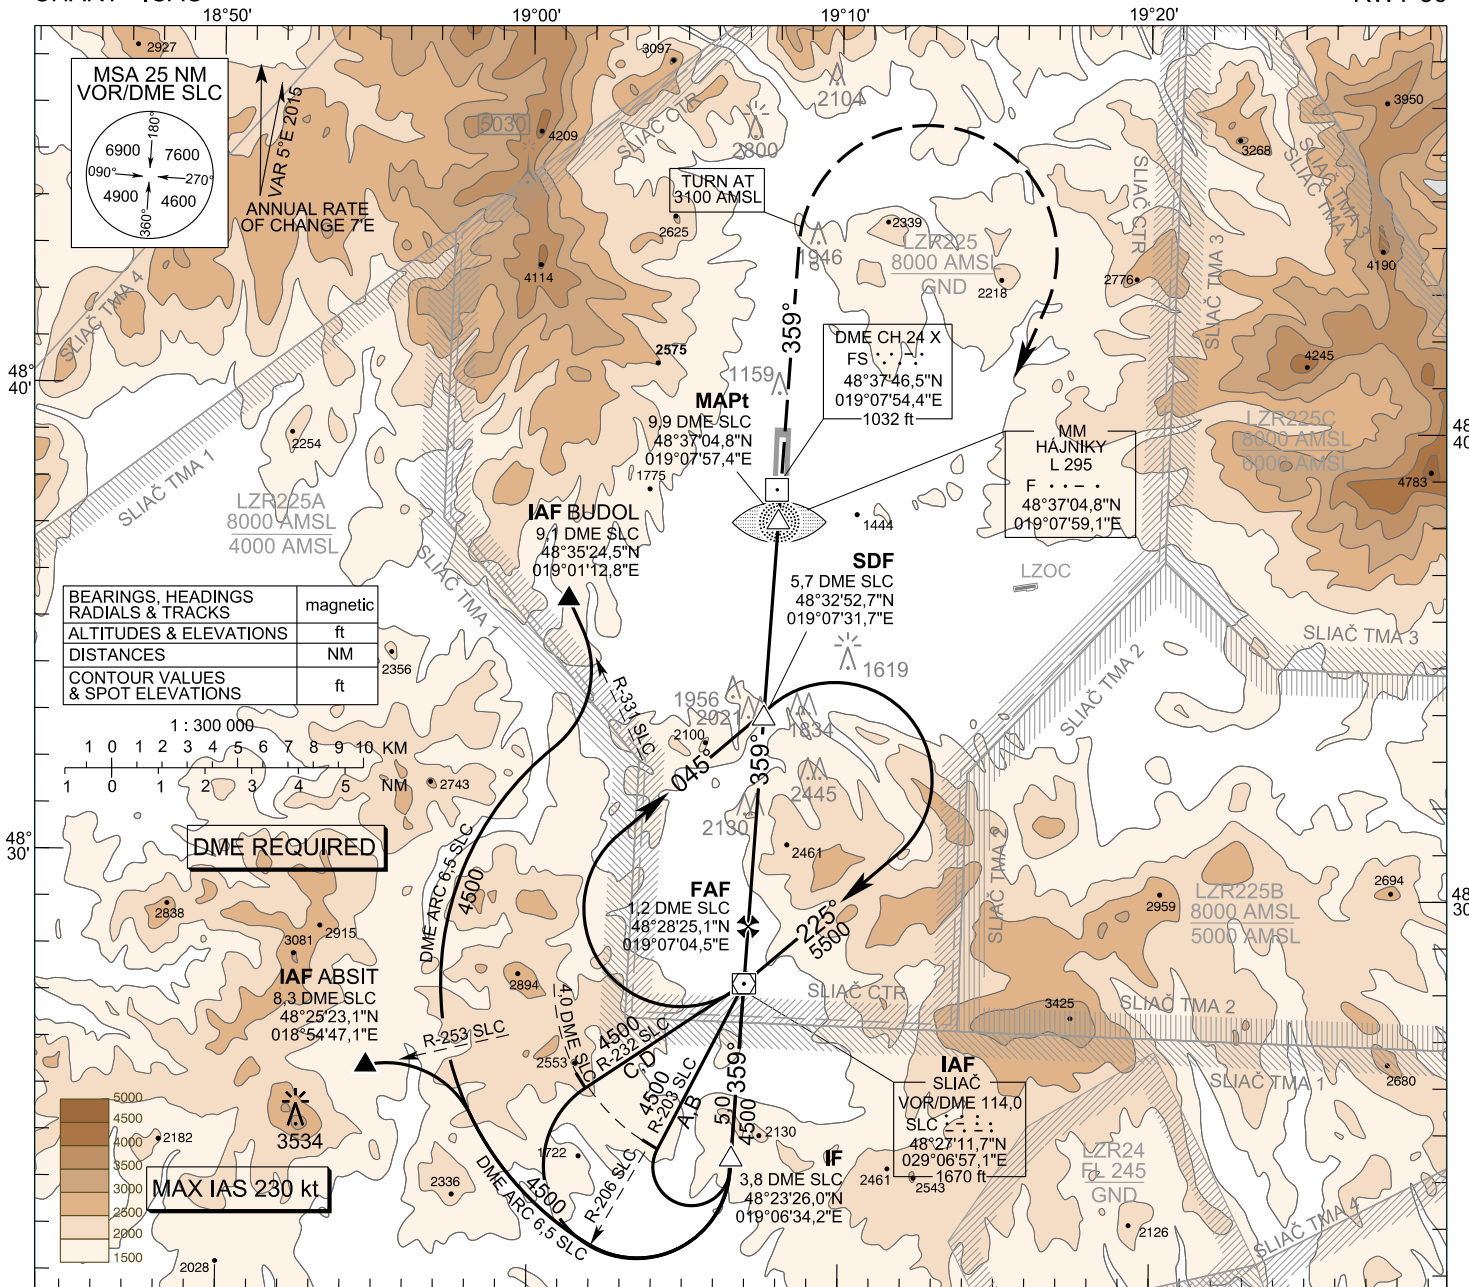 18°50'
19°00'
19°10'
19°20'
2927
MSA 25 NM
VOR/DME SLC
180°
6900
7600
090°
270°
4900
4600
360°
VAR 5°E 2015
ANNUAL RATE
OF CHANGE 7'E
3097
5030
4209
SLIAČ CTR
2104
2800
TURN AT
3100 AMSL
2625
1946
2339
LZR225
8000 AMSL
GND
2218
SLIAČ CTR
2776
SLIAČ TMA 3
3950
3268
SLIAČ TMA 3
SLIAČ TMA 4
4190
SLIAČ TMA 4
4114
359°
DME CH 24 X
FS
48°37'46,5"N
019°07'54,4"E
1032 ft
4245
48°
40'
2575
1159
MAPt
9,9 DME SLC
48°37'04,8"N
019°07'57,4"E
1775
MM
HÁJNIKY
L 295
F
48°37'04,8"N
019°07'59,1"E
LZR225C
8000 AMSL
6000 AMSL
40'
4783
2254
SLIAČ TMA 1
LZR225A
8000 AMSL
4000 AMSL
IAF BUDOL
9,1 DME SLC
48°35'24,5"N
019°01'12,8"E
1444
SDF
5,7 DME SLC
48°32'52,7"N
019°07'31,7"E
LZOC
SLIAČ TMA 1
BEARINGS, HEADINGS
RADIALS & TRACKS
magnetic
ALTITUDES & ELEVATIONS
ft
DISTANCES
NM
CONTOUR VALUES
& SPOT ELEVATIONS
ft
2356
SLIAČ TMA 3
SLIAČ TMA 2
1619
R-331 SLC
1956
2021
1834
2100
1 : 300 000
1 0 1 2 3 4 5 6 7 8 9 10 KM
1 0 1 2 3 4 5 NM
2743
045°
359°
2445
2130
2461
48°
30'
DME REQUIRED
DME ARC 6,5 SLC
4500
SLIAČ TMA 2
FAF
1,2 DME SLC
48°28'25,1"N
019°07'04,5"E
225°
5500
2959
LZR225B
8000 AMSL
5000 AMSL
2694
30'
2838
2915
3081
IAF ABSIT
8,3 DME SLC
48°25'23,1"N
018°54'47,1"E
2894
4,0 DME SLC
SLIAČ CTR
3425
SLIAČ TMA 2
R-253 SLC
4500
R-232 SLC
C,D
2553
4500
R-203 SLC
A,B
359°
5,0
4500
IAF
SLIAČ
VOR/DME 114,0
SLC
48°27'11,7"N
029°06'57,1"E
1670 ft
SLIAČ TMA 1
2680
5000
4500
4000
3500
3000
2500
2000
1500
2182
3534
MAX IAS 230 kt
2336
1722
4500
DME ARC 6,5 SLC
R-206 SLC
2130
IF
3,8 DME SLC
48°23'26,0"N
019°06'34,2"E
2461
2543
LZR24
FL 245
GND
2126
SLIAČ TMA 4
2028